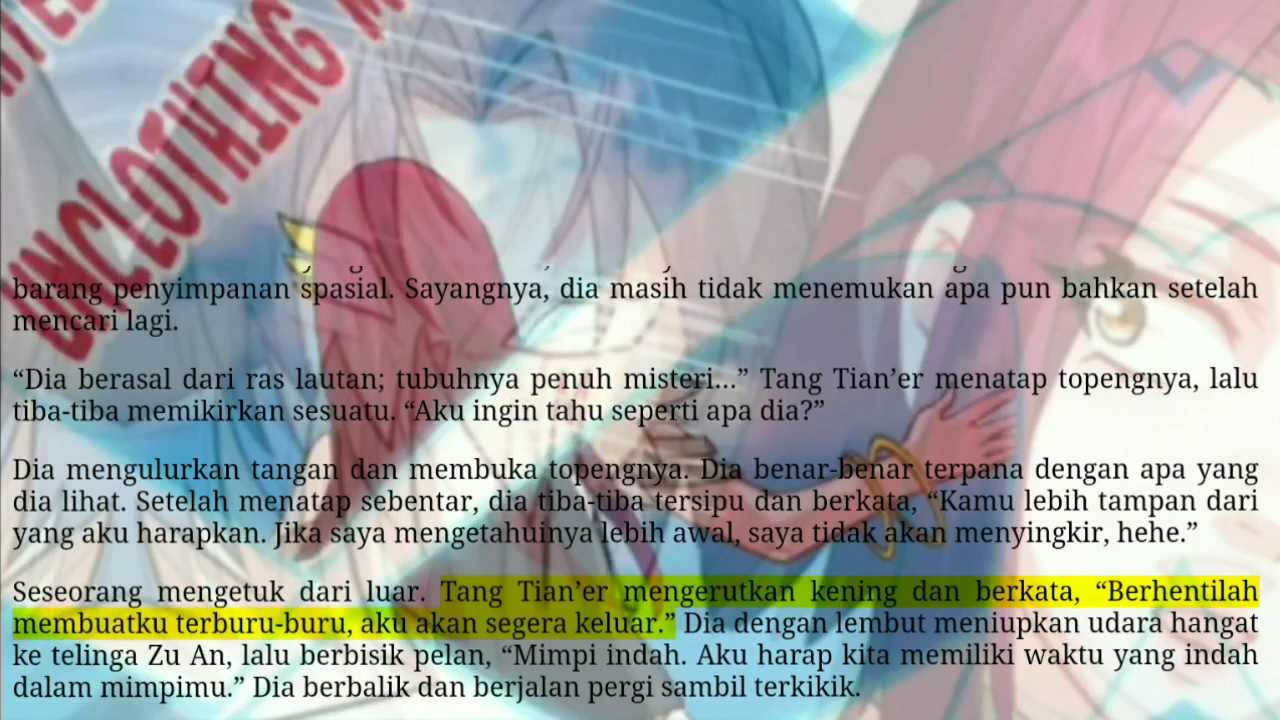 UNCLOTHING
barang penyimpanan spasial. Sayangnya, dia masih tidak menemukan apa pun bahkan setelah
mencari lagi.
“Dia berasal dari ras lautan; tubuhnya penuh misteri...” Tang Tian’er menatap topengnya, lalu
tiba-tiba memikirkan sesuatu. “Aku ingin tahu seperti apa dia?”
Dia mengulurkan tangan dan membuka topengnya. Dia benar-benar terpana dengan apa yang
dia lihat. Setelah menatap sebentar, dia tiba-tiba tersipu dan berkata, “Kamu lebih tampan dari
yang aku harapkan. Jika saya mengetahuinya lebih awal, saya tidak akan menyingkir, hehe.”
Seseorang mengetuk dari luar. Tang Tian’er mengerutkan kening dan berkata, “Berhentilah
membuatku terburu-buru, aku akan segera keluar.” Dia dengan lembut meniupkan udara hangat
ke telinga Zu An, lalu berbisik pelan, “Mimpi indah. Aku harap kita memiliki waktu yang indah
dalam mimpimu.” Dia berbalik dan berjalan pergi sambil terkikik.